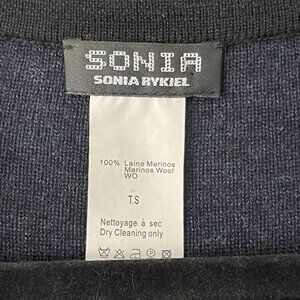 SONIA
SONIA RYKIEL
100% Laine Merinos
Merinos Wool
WO
T.S
Nettoyage à sec
Dry Cleaning only